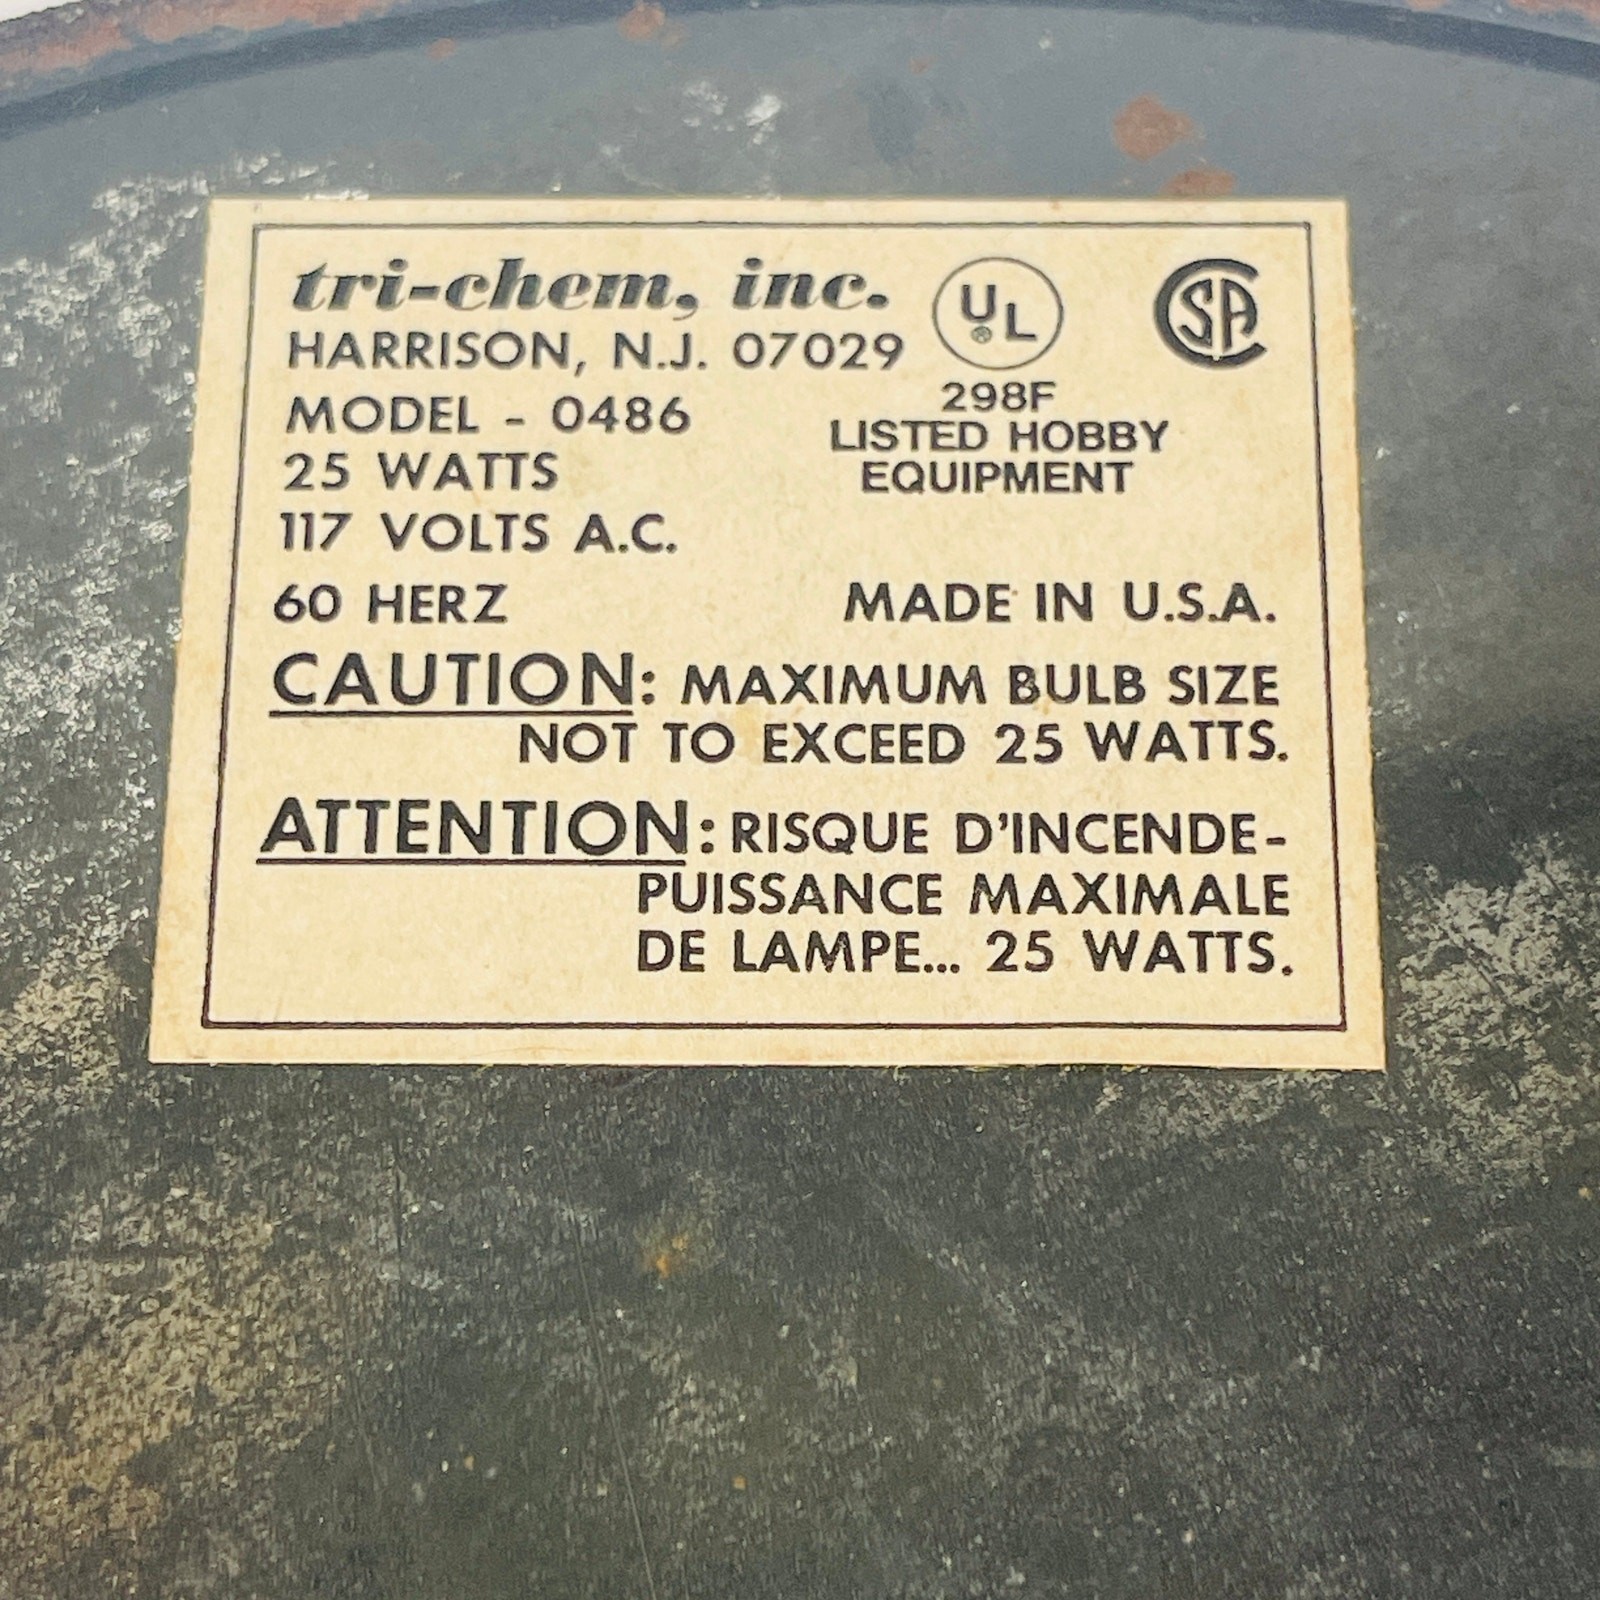 tri-chem, inc.
HARRISON, N.J. 07029
MODEL - 0486
25 WATTS
117 VOLTS A.C.
60 HERZ
UL®
CSA
298F
LISTED HOBBY
EQUIPMENT
MADE IN U.S.A.
CAUTION: MAXIMUM BULB SIZE
NOT TO EXCEED 25 WATTS.
ATTENTION: RISQUE D'INCENDE-
PUISSANCE MAXIMALE
DE LAMPE... 25 WATTS.